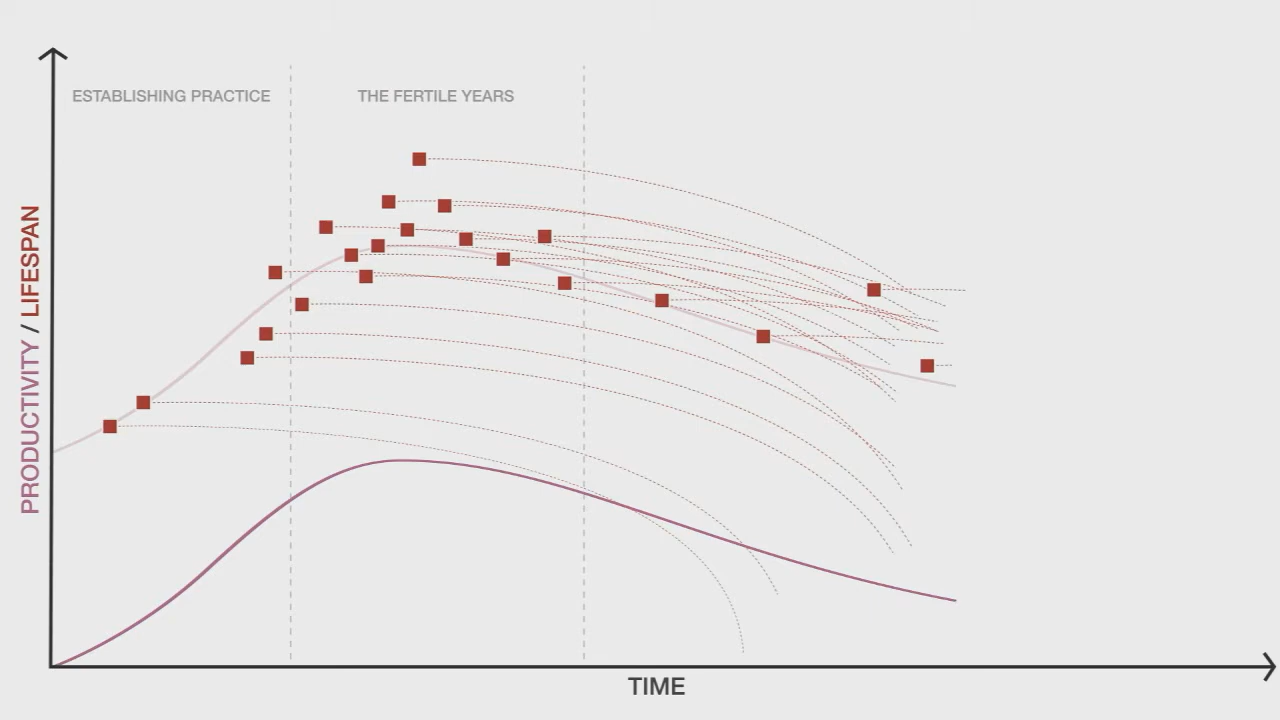 ESTABLISHING PRACTICE
THE FERTILE YEARS
PRODUCTIVITY / LIFESPAN
TIME